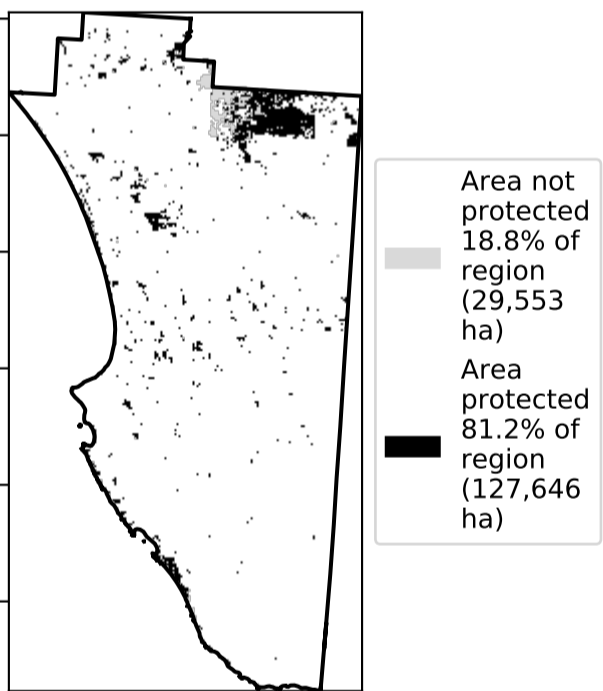 Area not
protected
18.8% of
region
(29,553
ha)
Area
protected
81.2% of
region
(127,646
ha)